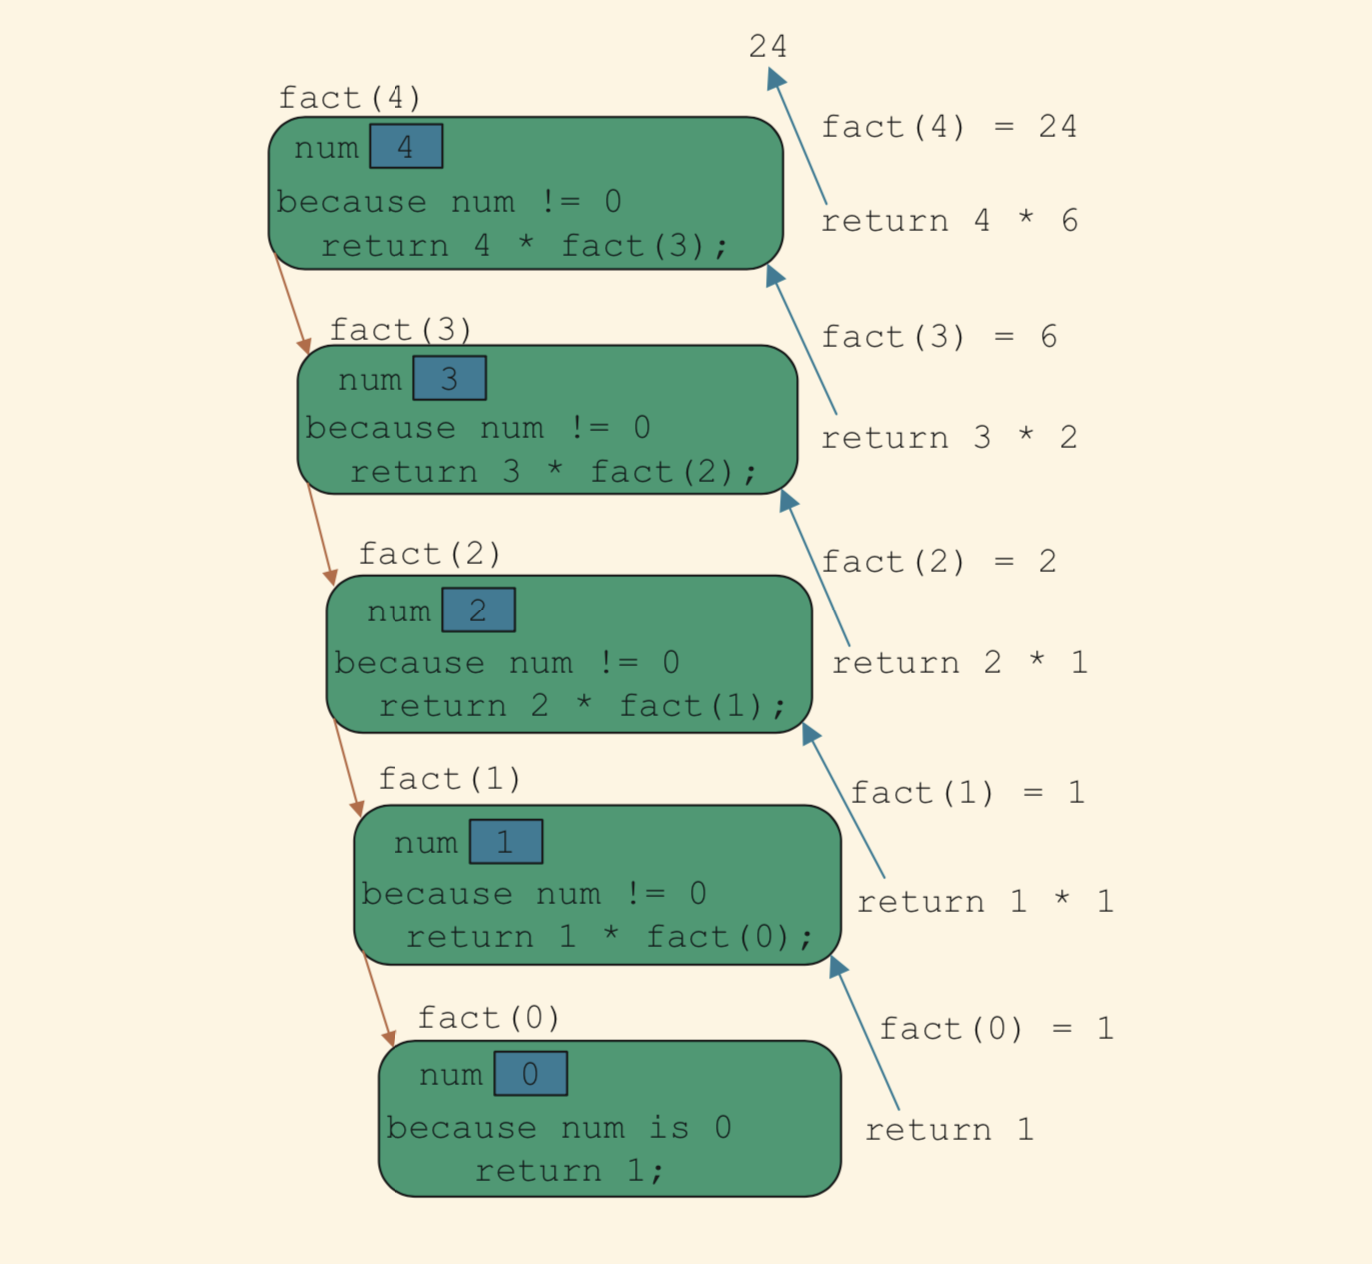 24
fact(4)
fact(4) = 24
num 4
because num != 0
return 4 * fact(3);
return 4 * 6
fact(3)
fact(3) = 6
num 3
because num != 0
return 3 * fact(2);
return 3 * 2
fact(2)
fact(2) = 2
num 2
because num != 0
return 2 * fact(1);
return 2 * 1
fact(1)
fact(1) = 1
num 1
because num != 0
return 1 * fact(0);
return 1 * 1
fact(0)
fact(0) = 1
num 0
because num is 0
return 1;
return 1